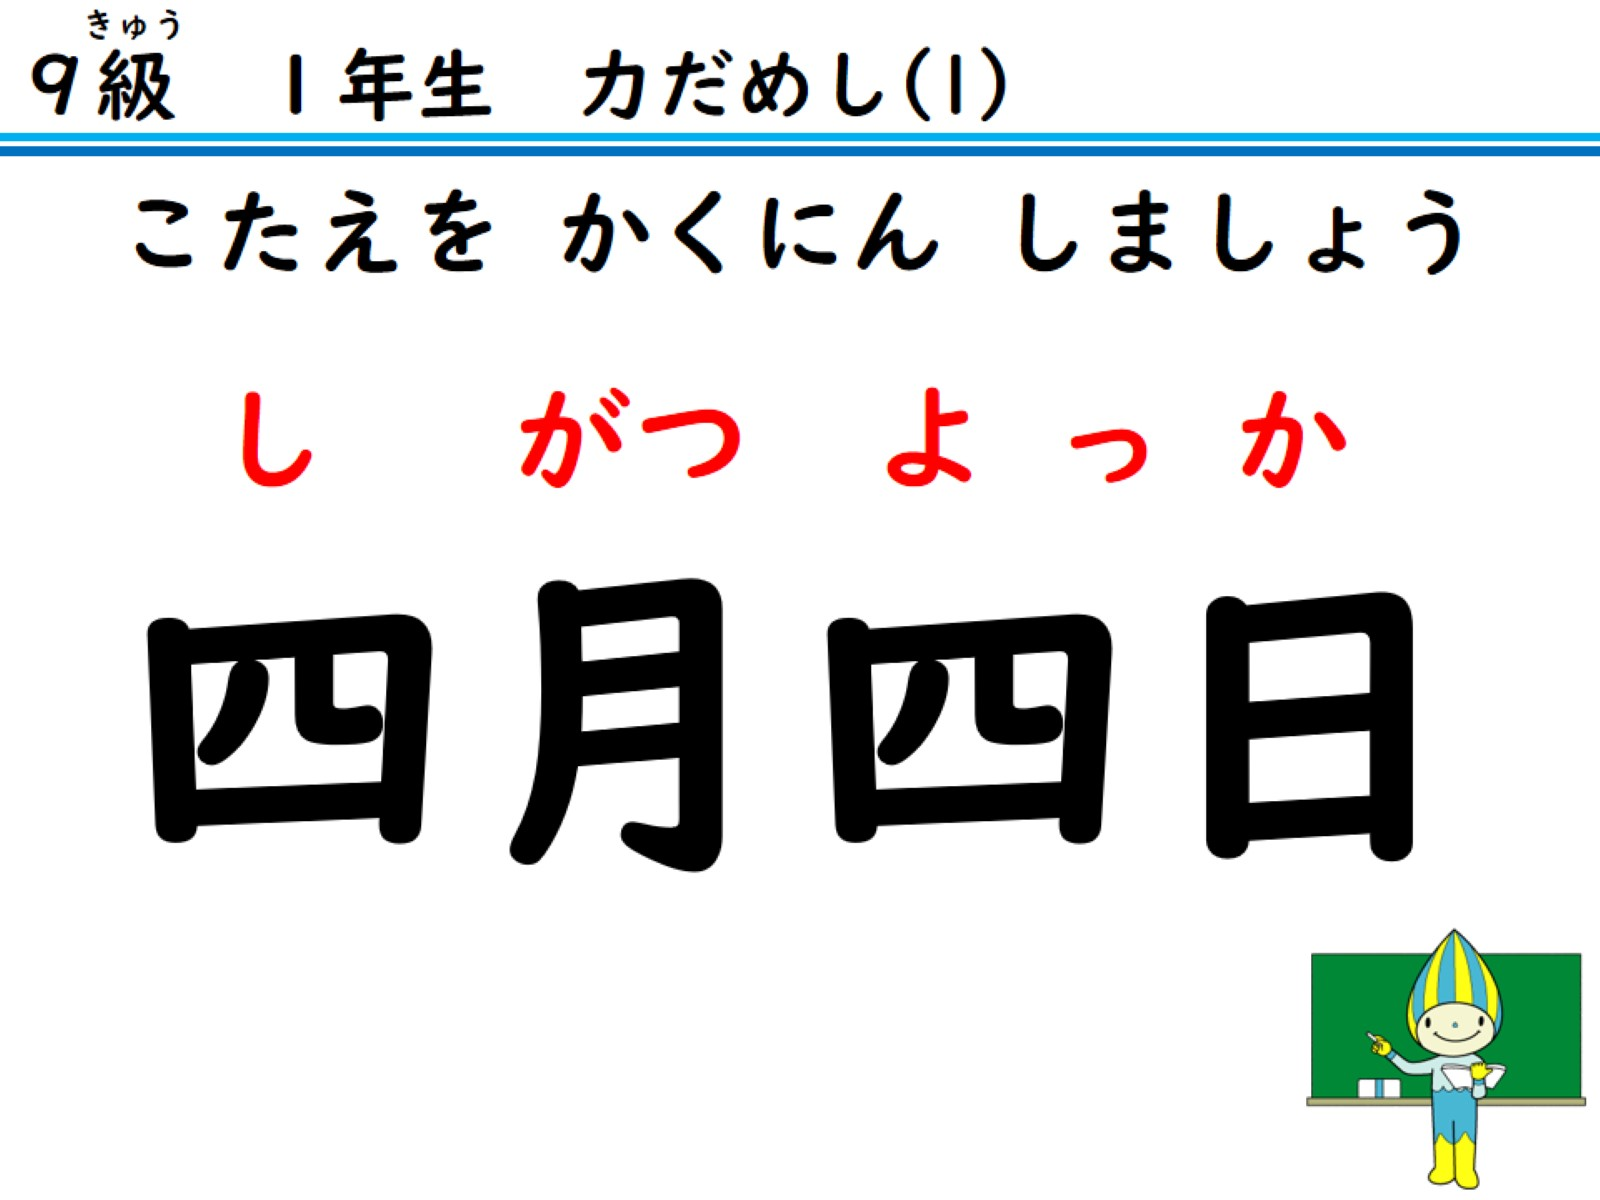 きゅう
9級 1年生 力だめし(1)
こたえを かくにん しましょう
し がつ よ っ か
四月四日